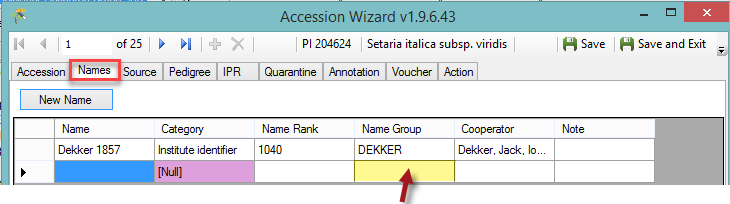 Accession Wizard v1.9.6.43
1 of 25 PI 204624 Setaria italica subsp. viridis Save Save and Exit
Accession Names Source Pedigree IPR Quarantine Annotation Voucher Action
New Name
Name Category Name Rank Name Group Cooperator Note
Dekker 1857 Institute identifier 1040 DEKKER Dekker, Jack, Io...
[Null]